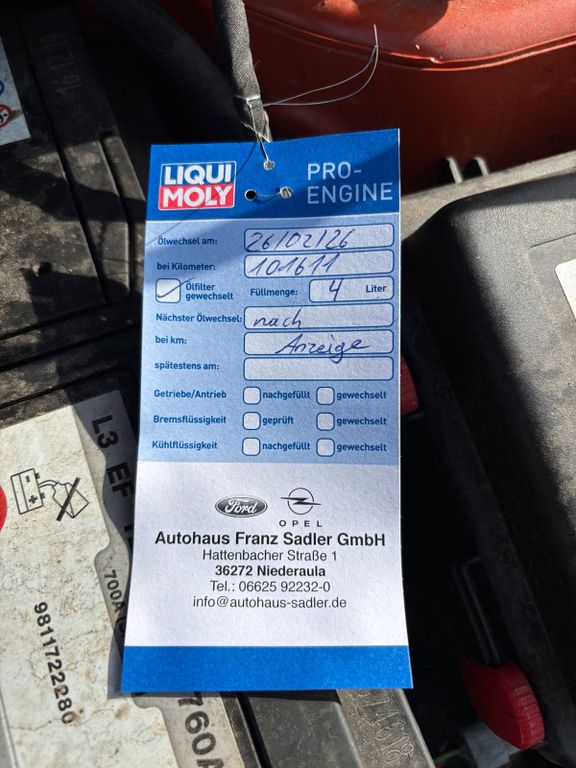 16 12 19
LIQUI
MOLY
PRO-
ENGINE
Ölwechsel am: 26/02/26
bei Kilometer: 101611
Ölfilter
gewechselt
Füllmenge: 4 Liter
Nächster Ölwechsel: nach
bei km: Anzeige
spätestens am:
Getriebe/Antrieb nachgefüllt gewechselt
Bremsflüssigkeit geprüft gewechselt
Kühlflüssigkeit nachgefüllt gewechselt
Ford
OPEL
Autohaus Franz Sadler GmbH
Hattenbacher Straße 1
36272 Niederaula
Tel.: 06625 92232-0
info@autohaus-sadler.de
L3 EF
700A
760A
9811722280